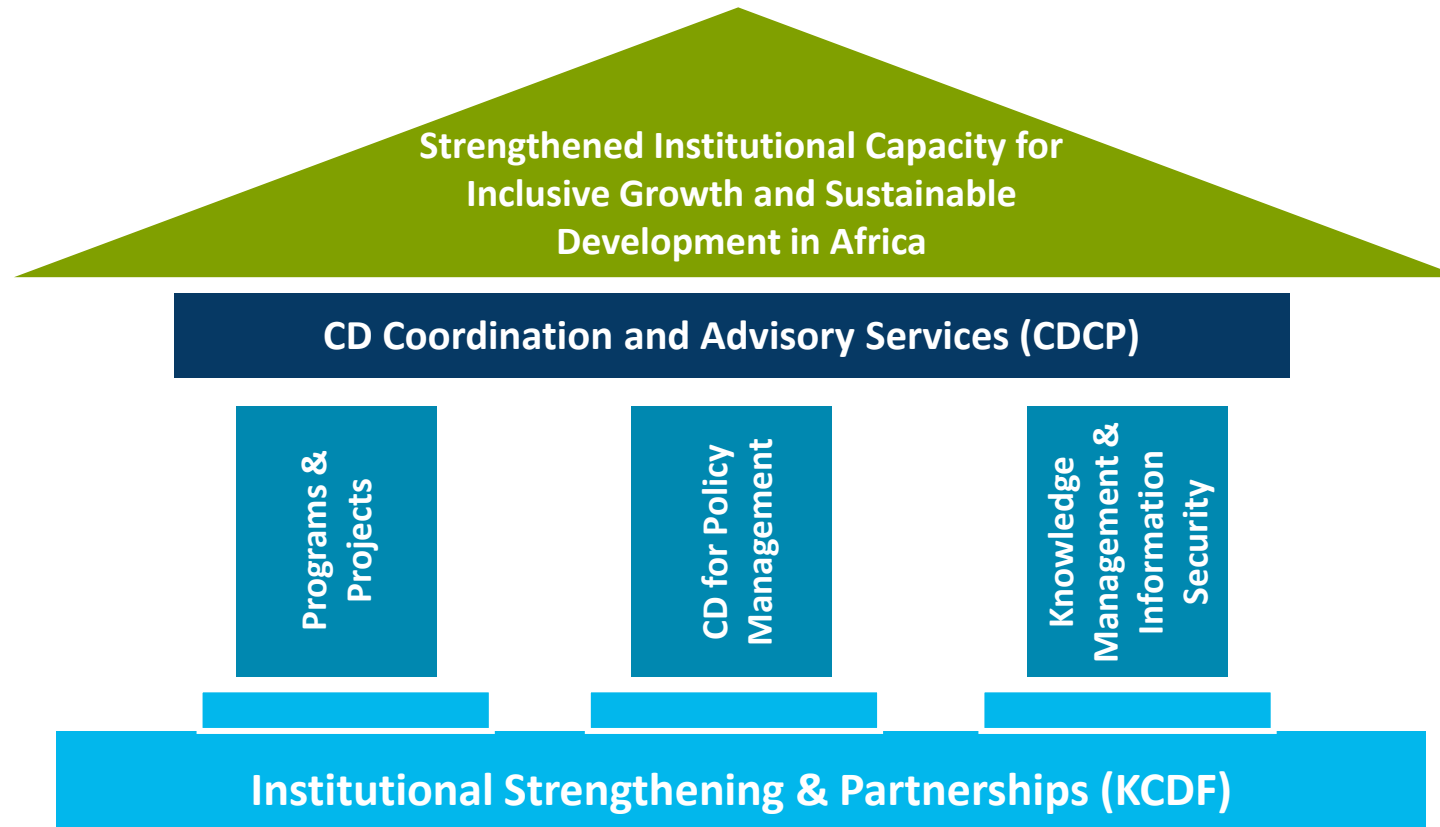 Strengthened Institutional Capacity for
Inclusive Growth and Sustainable
Development in Africa
CD Coordination and Advisory Services (CDCP)
Programs &
Projects
CD for Policy
Management
Knowledge
Management &
Information
Security
Institutional Strengthening & Partnerships (KCDF)